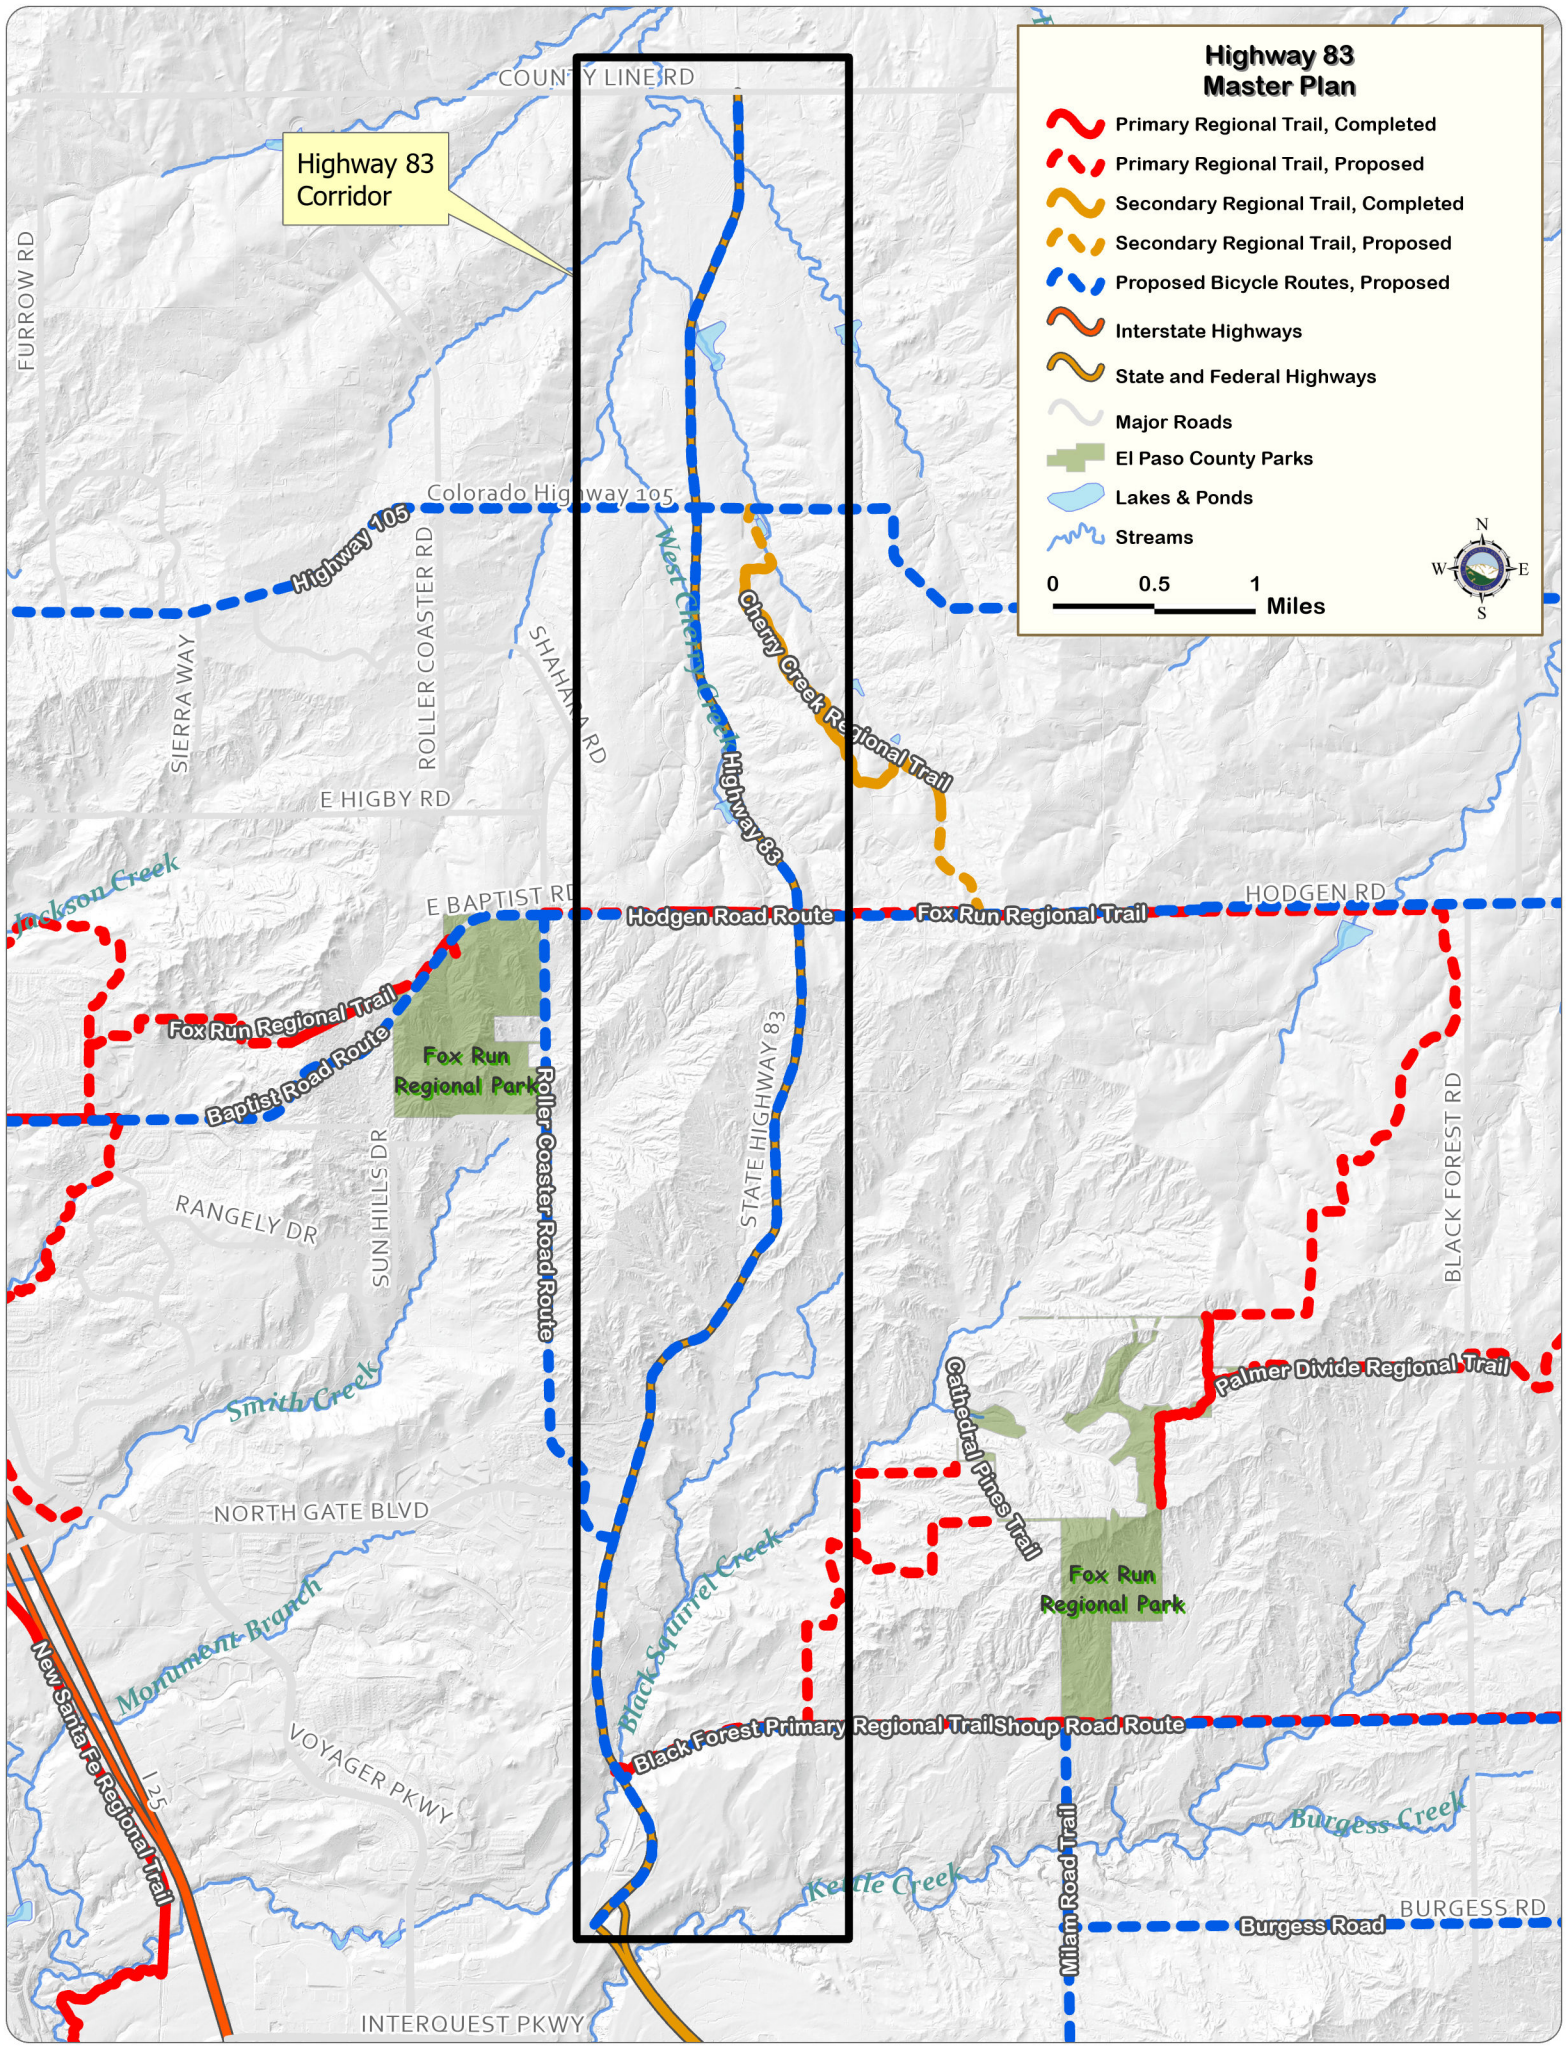 COUNTY LINE RD
Highway 83
Master Plan
Primary Regional Trail, Completed
Primary Regional Trail, Proposed
Secondary Regional Trail, Completed
Secondary Regional Trail, Proposed
Proposed Bicycle Routes, Proposed
Interstate Highways
State and Federal Highways
Major Roads
El Paso County Parks
Lakes & Ponds
Streams
N
W
E
S
0 0.5 1
Miles
Highway 83
Corridor
FURROW RD
Colorado Highway 105
Highway 105
ROLLER COASTER RD
SIERRA WAY
SHAHARA RD
West Cherry Creek
Cherry Creek Regional Trail
Highway 83
E HIGBY RD
Jackson Creek
E BAPTIST RD
Hodgen Road Route
Fox Run Regional Trail
HODGEN RD
Fox Run Regional Trail
Baptist Road Route
Fox Run
Regional Park
Roller Coaster Road Route
STATE HIGHWAY 83
BLACK FOREST RD
RANGELY DR
SUN HILLS DR
Smith Creek
Cathedral Pines Trail
Palmer Divide Regional Trail
NORTH GATE BLVD
Monument Branch
Black Squirrel Creek
Fox Run
Regional Park
New Santa Fe Regional Trail
I 25
VOYAGER PKWY
Black Forest Primary Regional Trail
Shoup Road Route
Milam Road Trail
Burgess Creek
Kettle Creek
Burgess Road
BURGESS RD
INTERQUEST PKWY